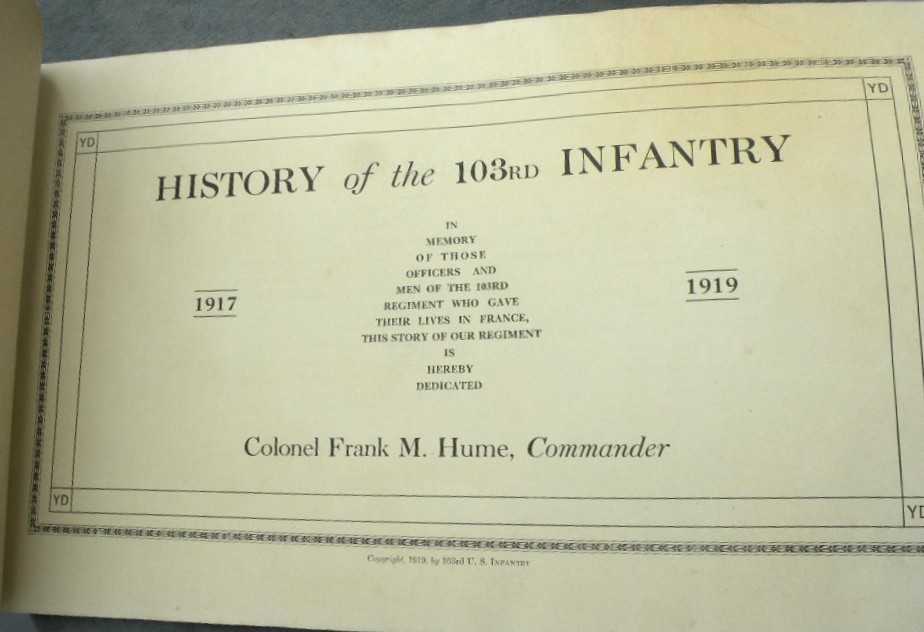 YD
YD
HISTORY of the 103RD INFANTRY
IN
MEMORY
OF THOSE
OFFICERS AND
MEN OF THE 103RD
REGIMENT WHO GAVE
THEIR LIVES IN FRANCE,
THIS STORY OF OUR REGIMENT
IS
HEREBY
DEDICATED
1917
1919
Colonel Frank M. Hume, Commander
YD
YD
Copyright, 1919, by 103rd U. S. INFANTRY